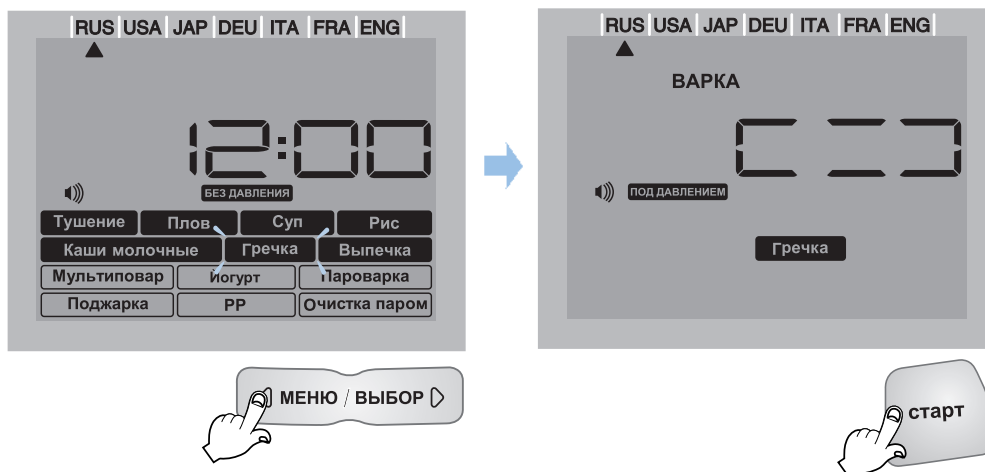 RUS USA JAP DEU ITA FRA ENG
12:00
БЕЗ ДАВЛЕНИЯ
Тушение Плов Суп Рис
Каши молочные Гречка Выпечка
Мультиповар Йогурт Пароварка
Поджарка PP Очистка паром
МЕНЮ / ВЫБОР
RUS USA JAP DEU ITA FRA ENG
ВАРКА
ПОД ДАВЛЕНИЕМ
Гречка
старт